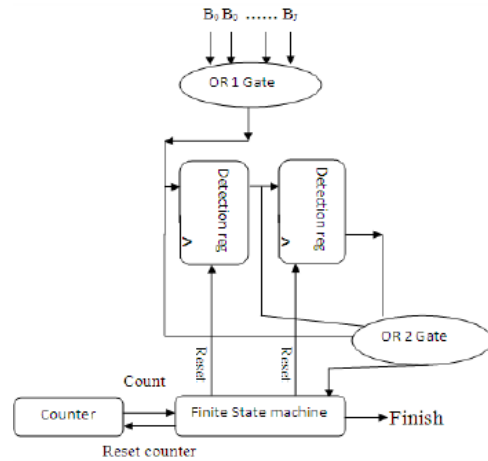 B₀ B₀ ...... B₇
OR 1 Gate
Detection reg
Detection reg
Reset
Reset
OR 2 Gate
Count
Counter
Finite State machine
Finish
Reset counter